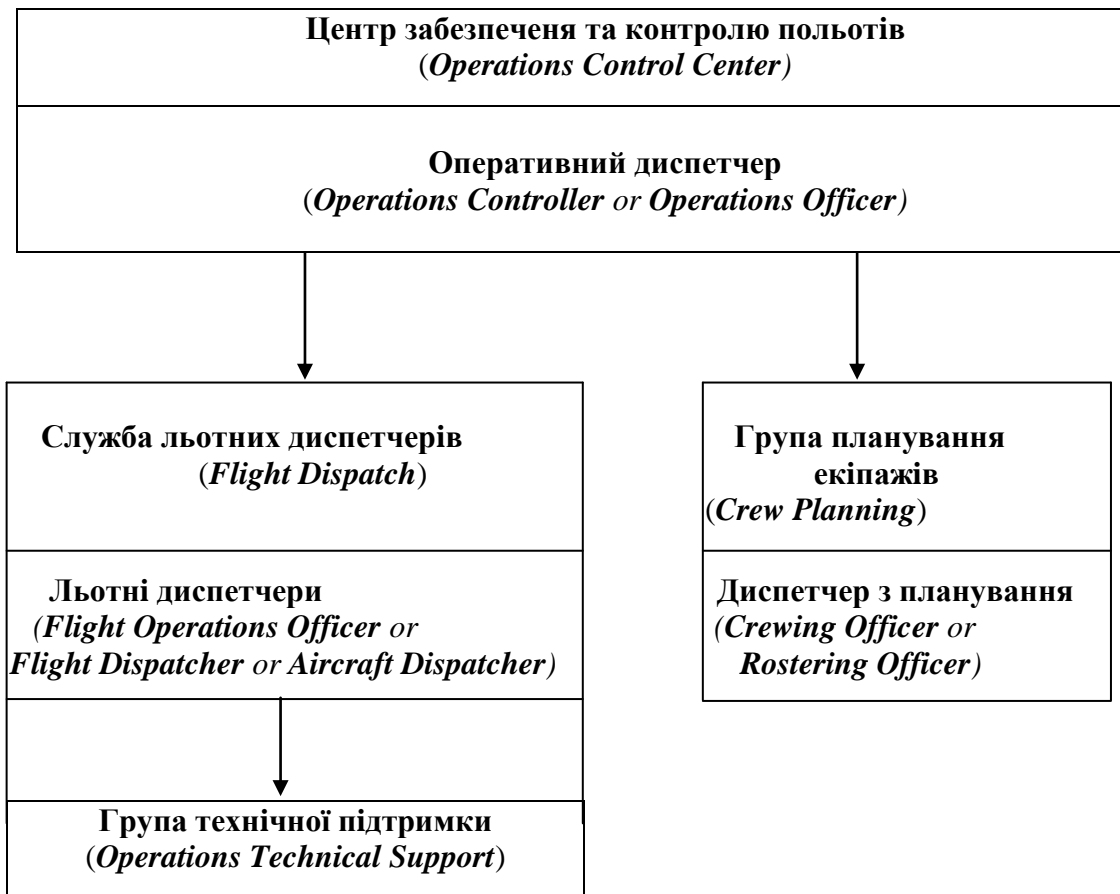 Центр забезпеченя та контролю польотів
(Operations Control Center)
Оперативний диспетчер
(Operations Controller or Operations Officer)
Служба льотних диспетчерів
(Flight Dispatch)
Льотні диспетчери
(Flight Operations Officer or
Flight Dispatcher or Aircraft Dispatcher)
Група технічної підтримки
(Operations Technical Support)
Група планування
екіпажів
(Crew Planning)
Диспетчер з планування
(Crewing Officer or
Rostering Officer)